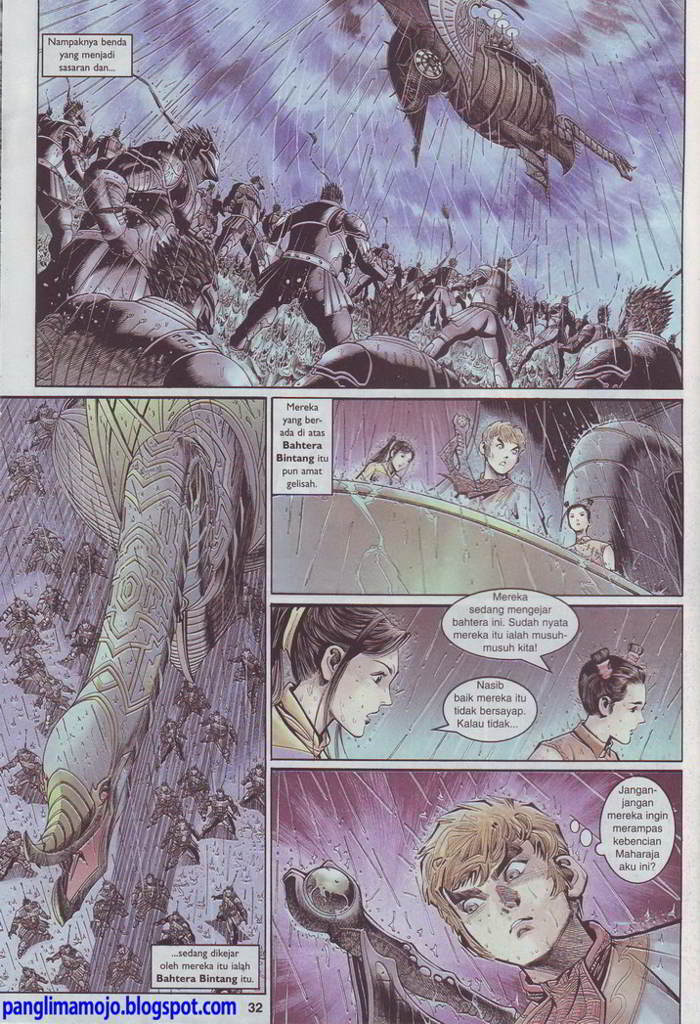 Nampaknya benda
yang menjadi
sasaran dan...
...sedang dikejar
oleh mereka itu ialah
Bahtera Bintang itu.
Mereka
yang ber-
ada di atas
Bahtera
Bintang itu
pun amat
gelisah.
Mereka
sedang mengejar
bahtera ini. Sudah nyata
mereka itu ialah musuh-
musuh kita!
Nasib
baik mereka itu
tidak bersayap.
Kalau tidak...
Jangan-
jangan
mereka ingin
merampas
kebencian
Maharaja
aku ini?
panglimamojo.blogspot.com
32